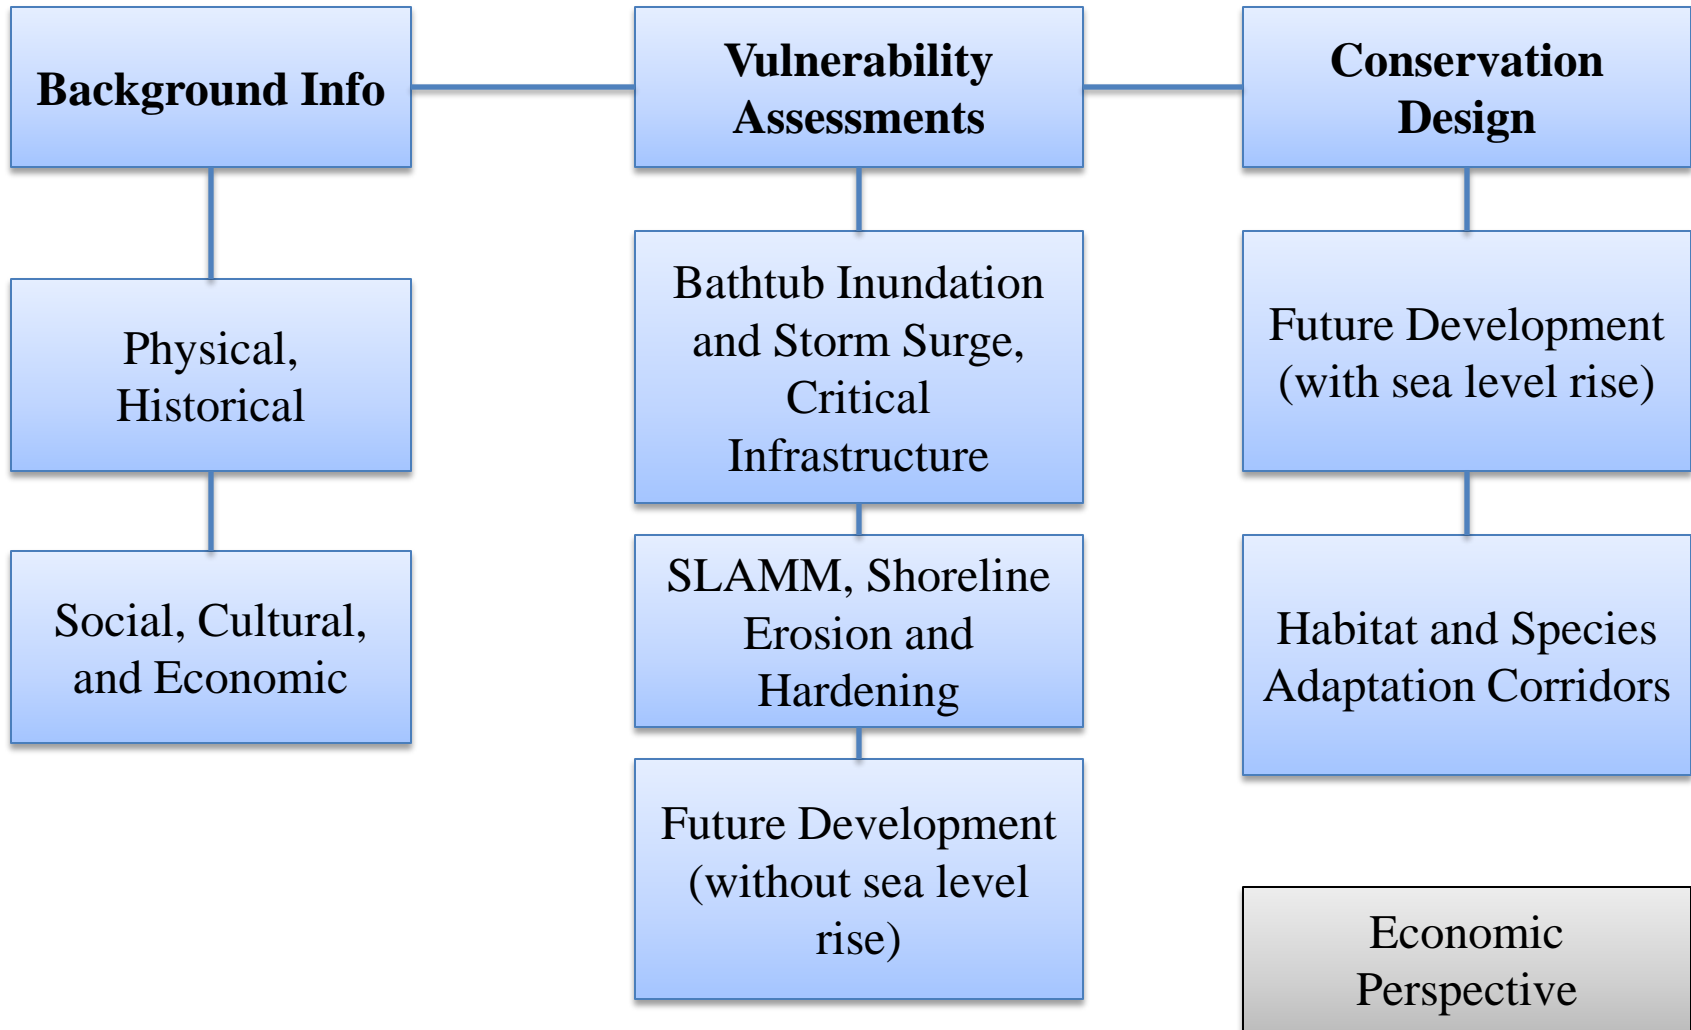 Background Info
Physical,
Historical
Social, Cultural,
and Economic
Vulnerability
Assessments
Bathtub Inundation
and Storm Surge,
Critical
Infrastructure
SLAMM, Shoreline
Erosion and
Hardening
Future Development
(without sea level
rise)
Conservation
Design
Future Development
(with sea level rise)
Habitat and Species
Adaptation Corridors
Economic
Perspective